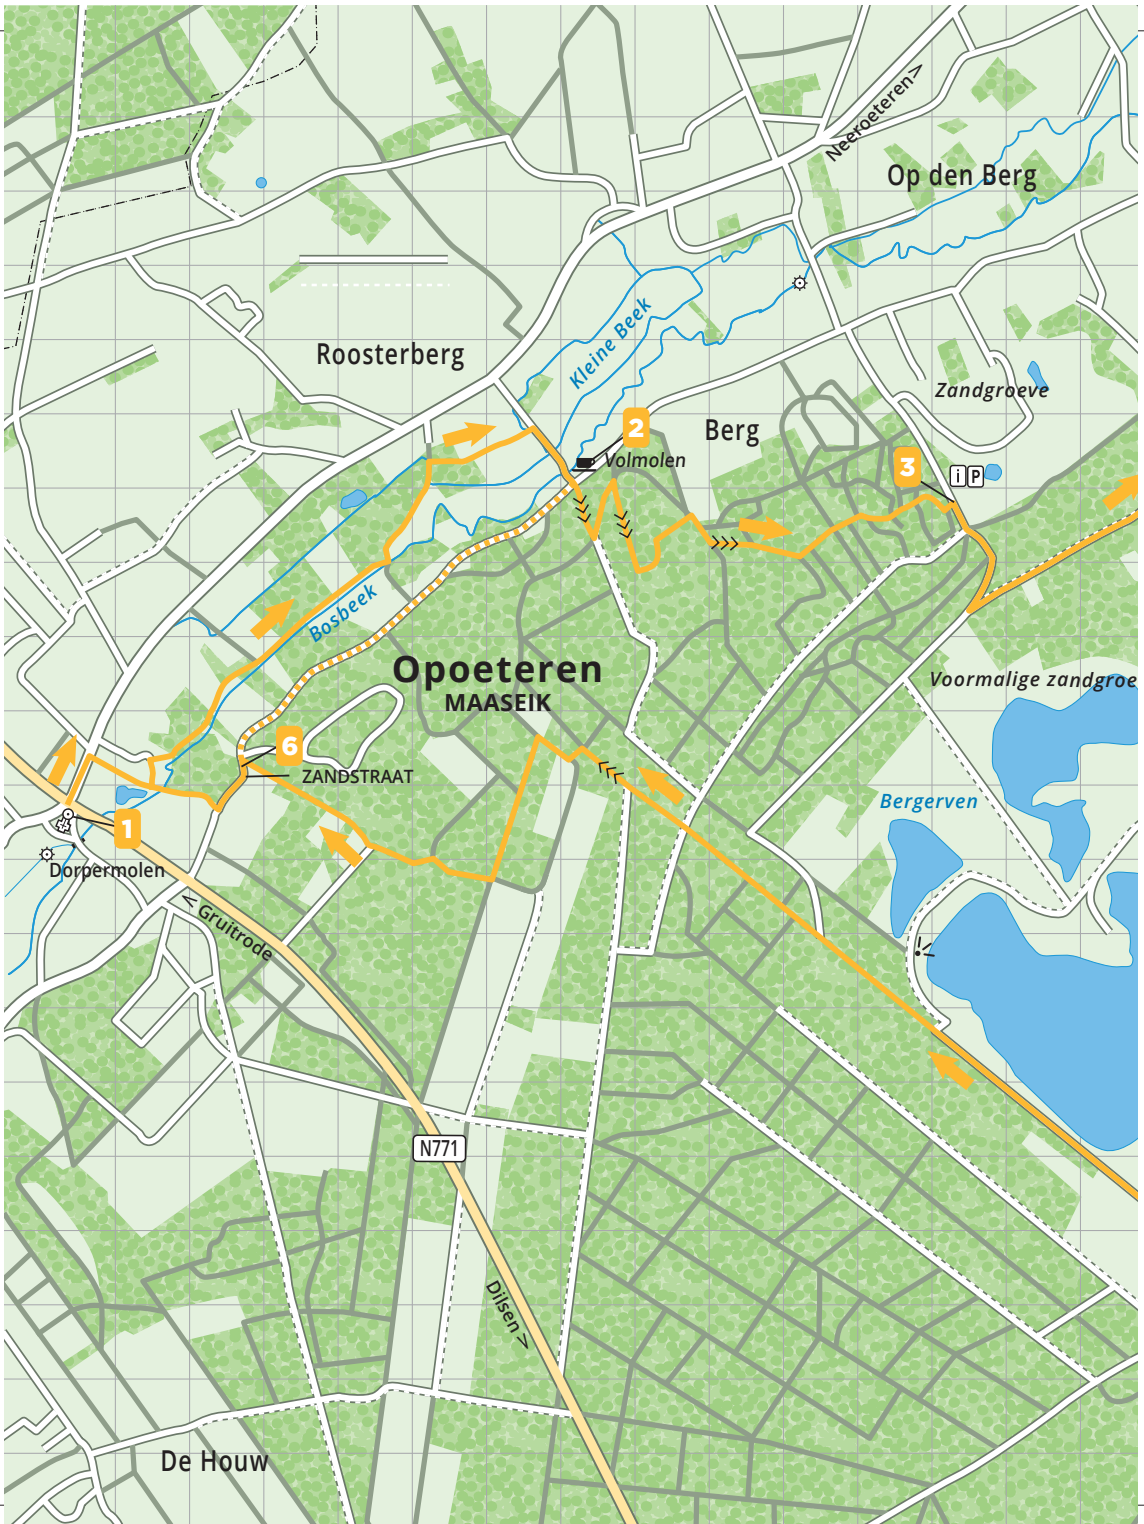 Neeroeteren >
Op den Berg
Kleine Beek
Roosterberg
Zandgroeve
2
Berg
Volmolen
3
i P
Bosbeek
Opoeteren
MAASEIK
Voormalige zandgroe
6
ZANDSTRAAT
Bergerven
1
Dorpermolen
< Gruitrode
N771
Dilsen >
De Houw